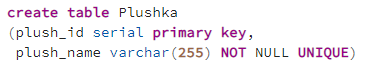 create table Plushka
(plush_id serial primary key,
plush_name varchar(255) NOT NULL UNIQUE)